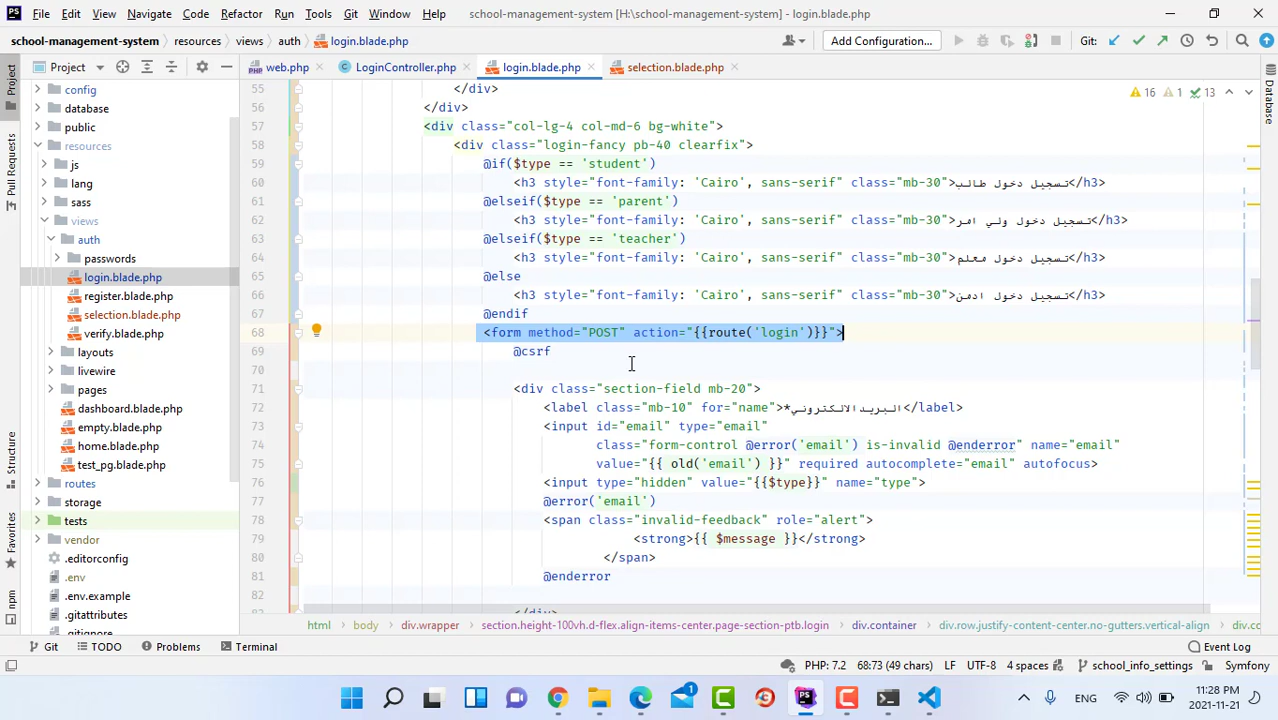 File Edit View Navigate Code Refactor Run Tools Git Window Help school-management-system [H:\school-management-system] - login.blade.php
school-management-system resources views auth login.blade.php Add Configuration... Git:
Project web.php LoginController.php login.blade.php selection.blade.php
Project
Pull Requests
Structure
Favorites
npm
Database
config
database
public
resources
js
lang
sass
views
auth
passwords
login.blade.php
register.blade.php
selection.blade.php
verify.blade.php
layouts
livewire
pages
dashboard.blade.php
empty.blade.php
home.blade.php
test_pg.blade.php
routes
storage
tests
vendor
.editorconfig
.env
.env.example
.gitattributes
.gitignore
16 1 13
55 </div>
56 </div>
57 <div class="col-lg-4 col-md-6 bg-white">
58 <div class="login-fancy pb-40 clearfix">
59 @if($type == 'student')
60 <h3 style="font-family: 'Cairo', sans-serif" class="mb-30">تسجيل دخول طالب</h3>
61 @elseif($type == 'parent')
62 <h3 style="font-family: 'Cairo', sans-serif" class="mb-30">تسجيل دخول ولي امر</h3>
63 @elseif($type == 'teacher')
64 <h3 style="font-family: 'Cairo', sans-serif" class="mb-30">تسجيل دخول معلم</h3>
65 @else
66 <h3 style="font-family: 'Cairo', sans-serif" class="mb-30">تسجيل دخول ادمن</h3>
67 @endif
68 <form method="POST" action="{{route('login')}}">
69 @csrf
70
71 <div class="section-field mb-20">
72 <label class="mb-10" for="name">البريدالالكتروني*</label>
73 <input id="email" type="email"
74 class="form-control @error('email') is-invalid @enderror" name="email"
75 value="{{ old('email') }}" required autocomplete="email" autofocus>
76 <input type="hidden" value="{{$type}}" name="type">
77 @error('email')
78 <span class="invalid-feedback" role="alert">
79 <strong>{{ $message }}</strong>
80 </span>
81 @enderror
82
</div>
html body div.wrapper section.height-100vh.d-flex.align-items-center.page-section-ptb.login div.container div.row.justify-content-center.no-gutters.vertical-align div.co
Git TODO Problems Terminal Event Log
PHP: 7.2 68:73 (49 chars) LF UTF-8 4 spaces school_info_settings Symfony
ENG 11:28 PM
2021-11-21